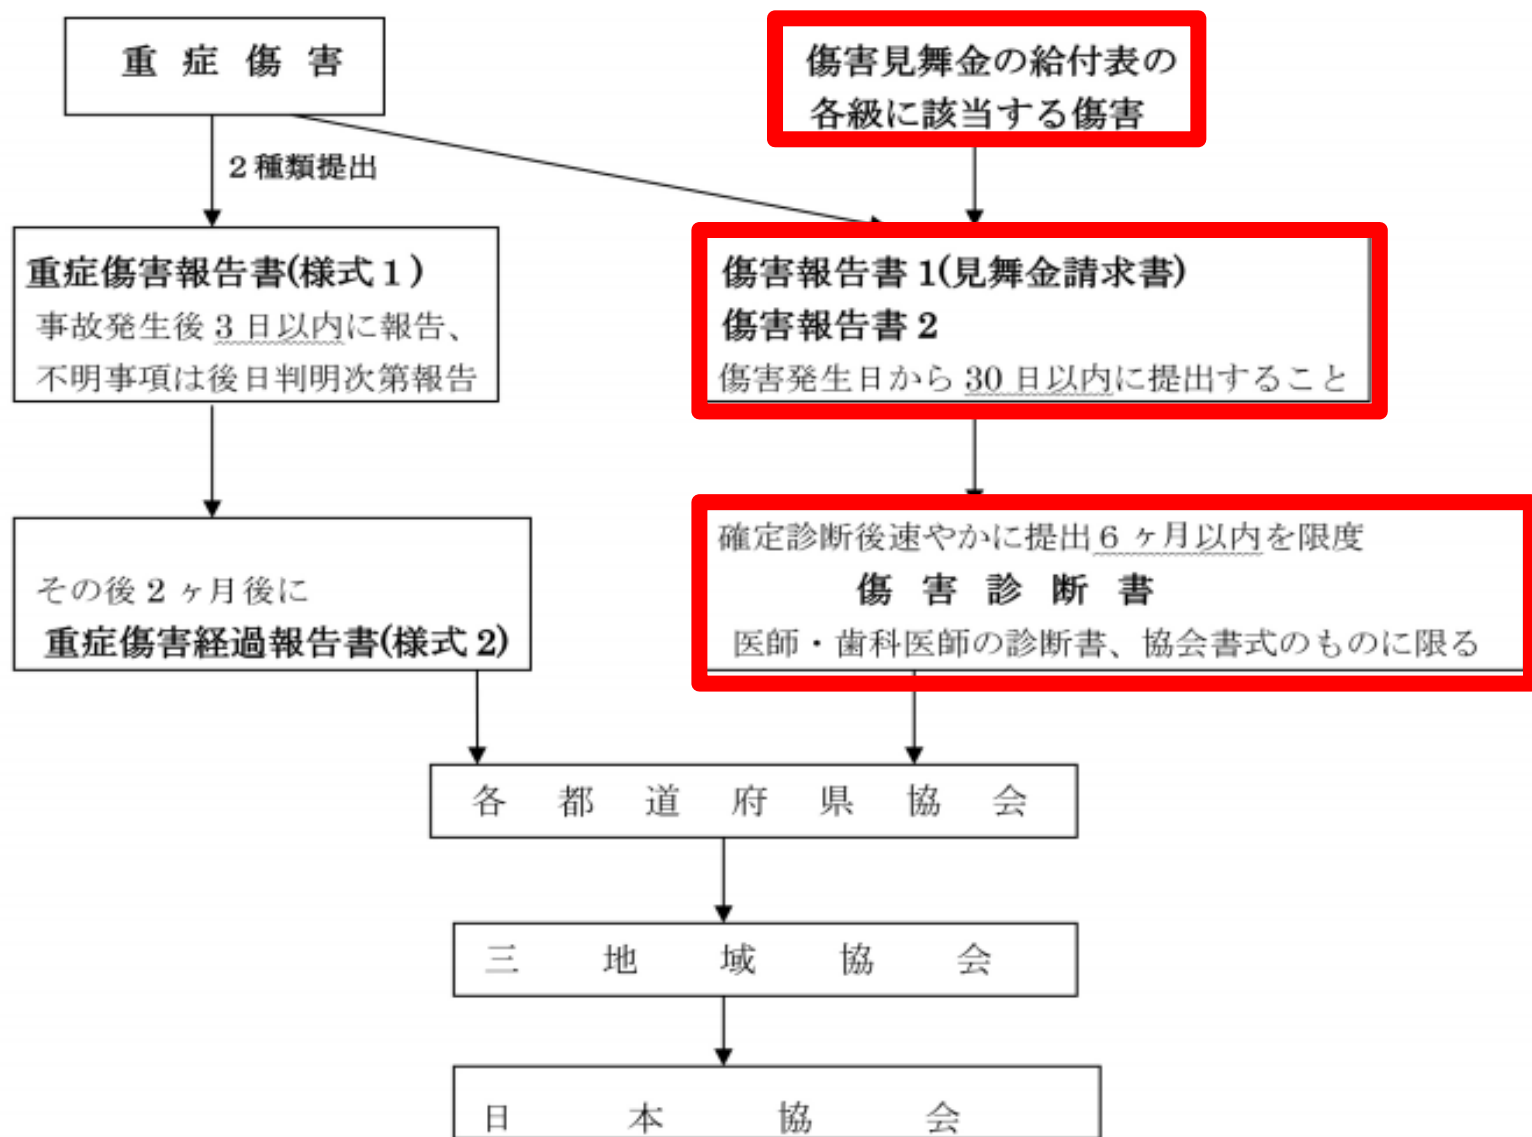 重症傷害
傷害見舞金の給付表の
各級に該当する傷害
2種類提出
重症傷害報告書(様式1)
事故発生後3日以内に報告、
不明事項は後日判明次第報告
傷害報告書1(見舞金請求書)
傷害報告書2
傷害発生日から30日以内に提出すること
その後2ヶ月後に
重症傷害経過報告書(様式2)
確定診断後速やかに提出6ヶ月以内を限度
傷害診断書
医師・歯科医師の診断書、協会書式のものに限る
各都道府県協会
三地域協会
日本協会